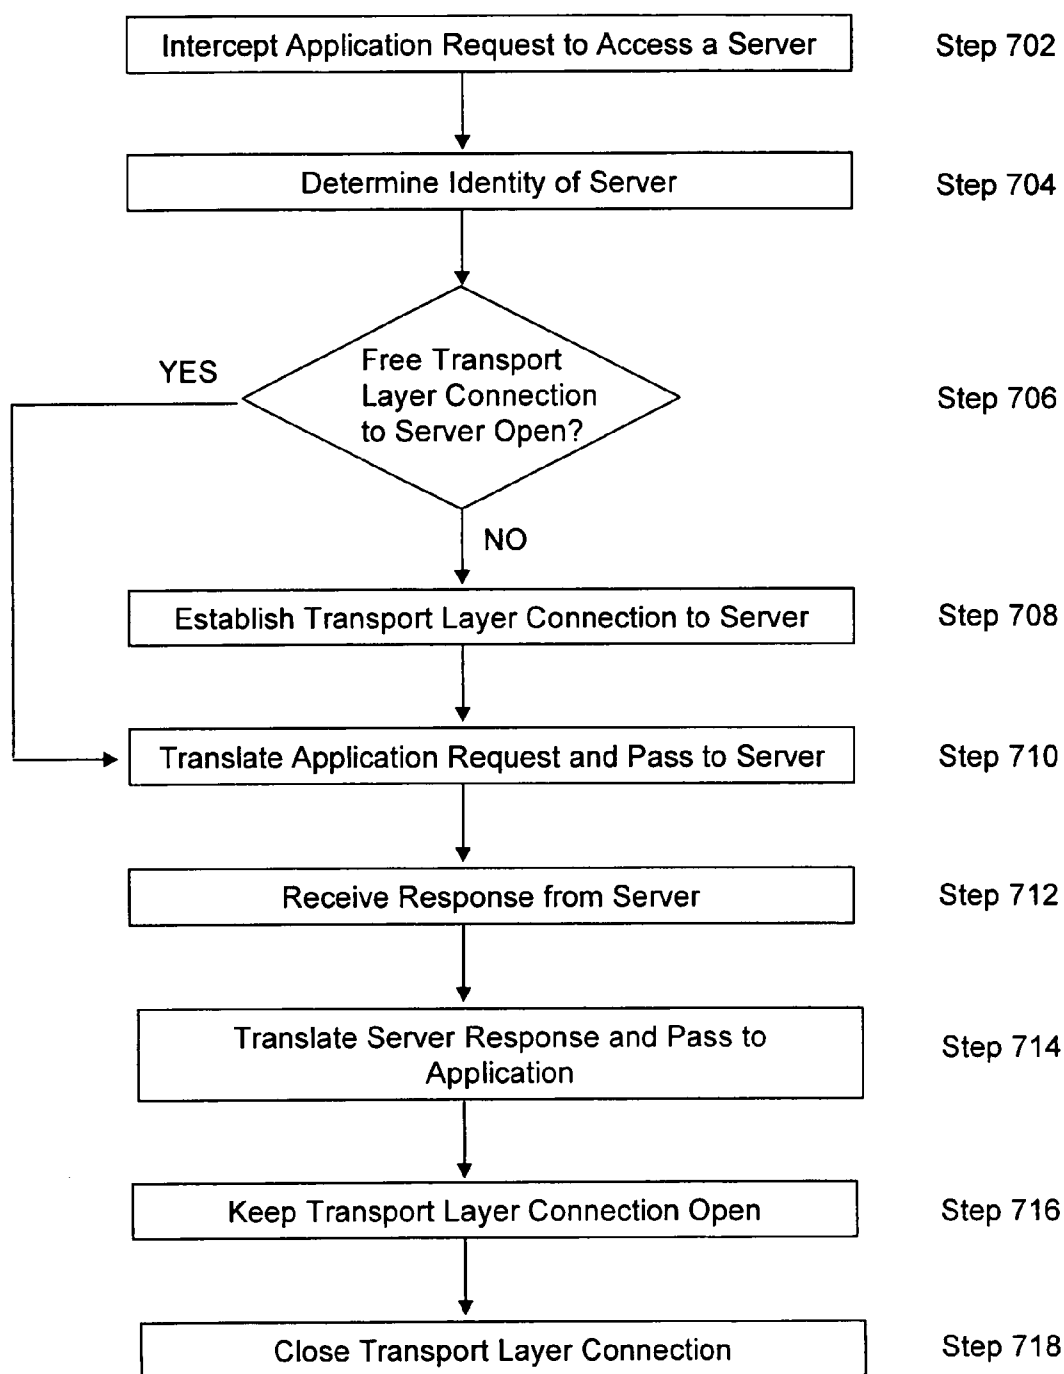 Intercept Application Request to Access a Server
Step 702
Determine Identity of Server
Step 704
YES
Free Transport
Layer Connection
to Server Open?
Step 706
NO
Establish Transport Layer Connection to Server
Step 708
Translate Application Request and Pass to Server
Step 710
Receive Response from Server
Step 712
Translate Server Response and Pass to
Application
Step 714
Keep Transport Layer Connection Open
Step 716
Close Transport Layer Connection
Step 718